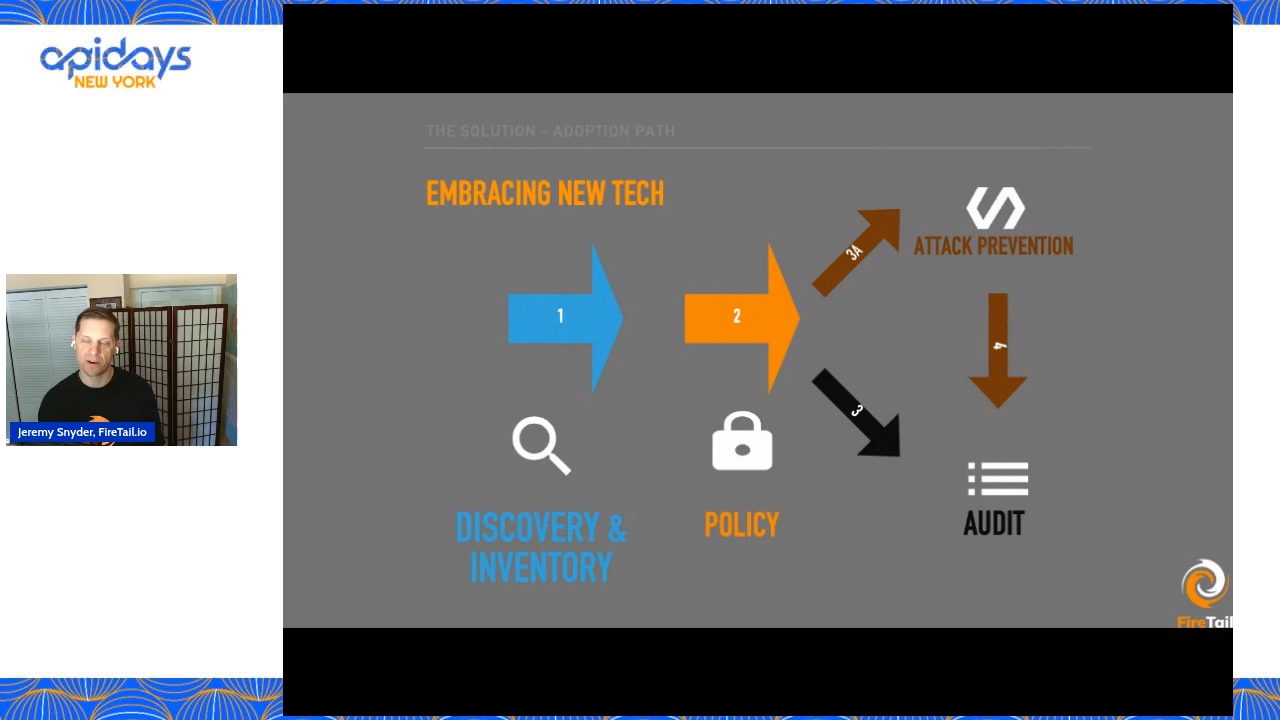 apidays
NEW YORK
THE SOLUTION - ADOPTION PATH
EMBRACING NEW TECH
1
2
3A
ATTACK PREVENTION
4
3
DISCOVERY &
INVENTORY
POLICY
AUDIT
Jeremy Snyder, FireTail.io
FireTail